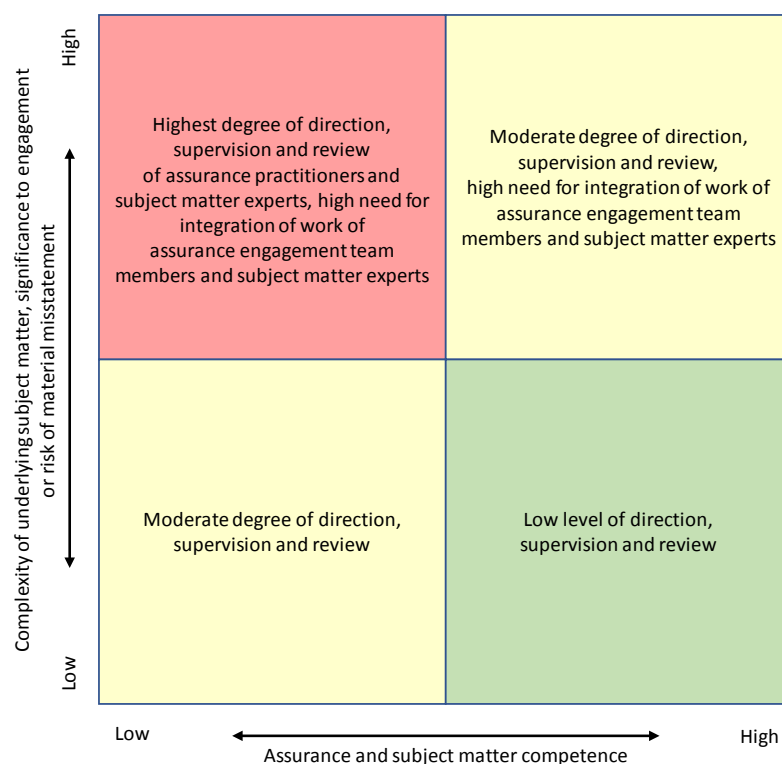 High
Complexity of underlying subject matter, significance to engagement
or risk of material misstatement
Low
Highest degree of direction,
supervision and review
of assurance practitioners and
subject matter experts, high need for
integration of work of
assurance engagement team
members and subject matter experts
Moderate degree of direction,
supervision and review,
high need for integration of work of
assurance engagement team
members and subject matter experts
Moderate degree of direction,
supervision and review
Low level of direction,
supervision and review
Low
High
Assurance and subject matter competence